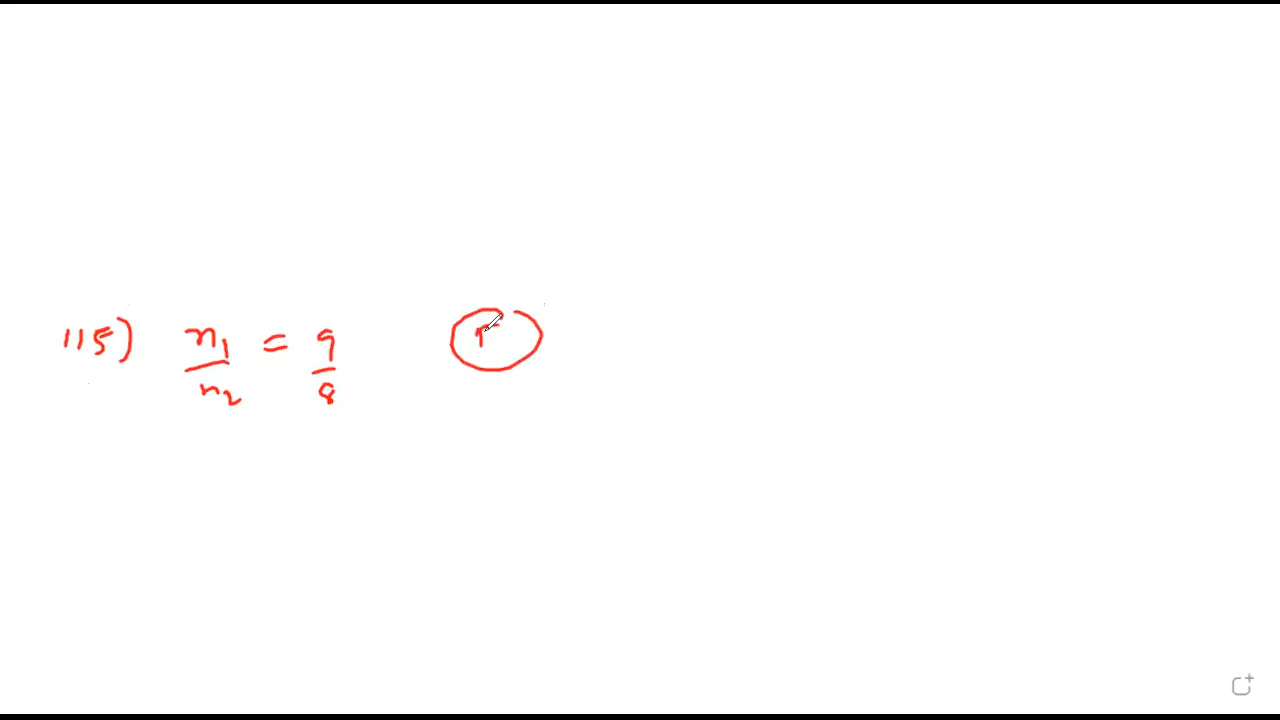 115) n1/n2 = 9/8 r